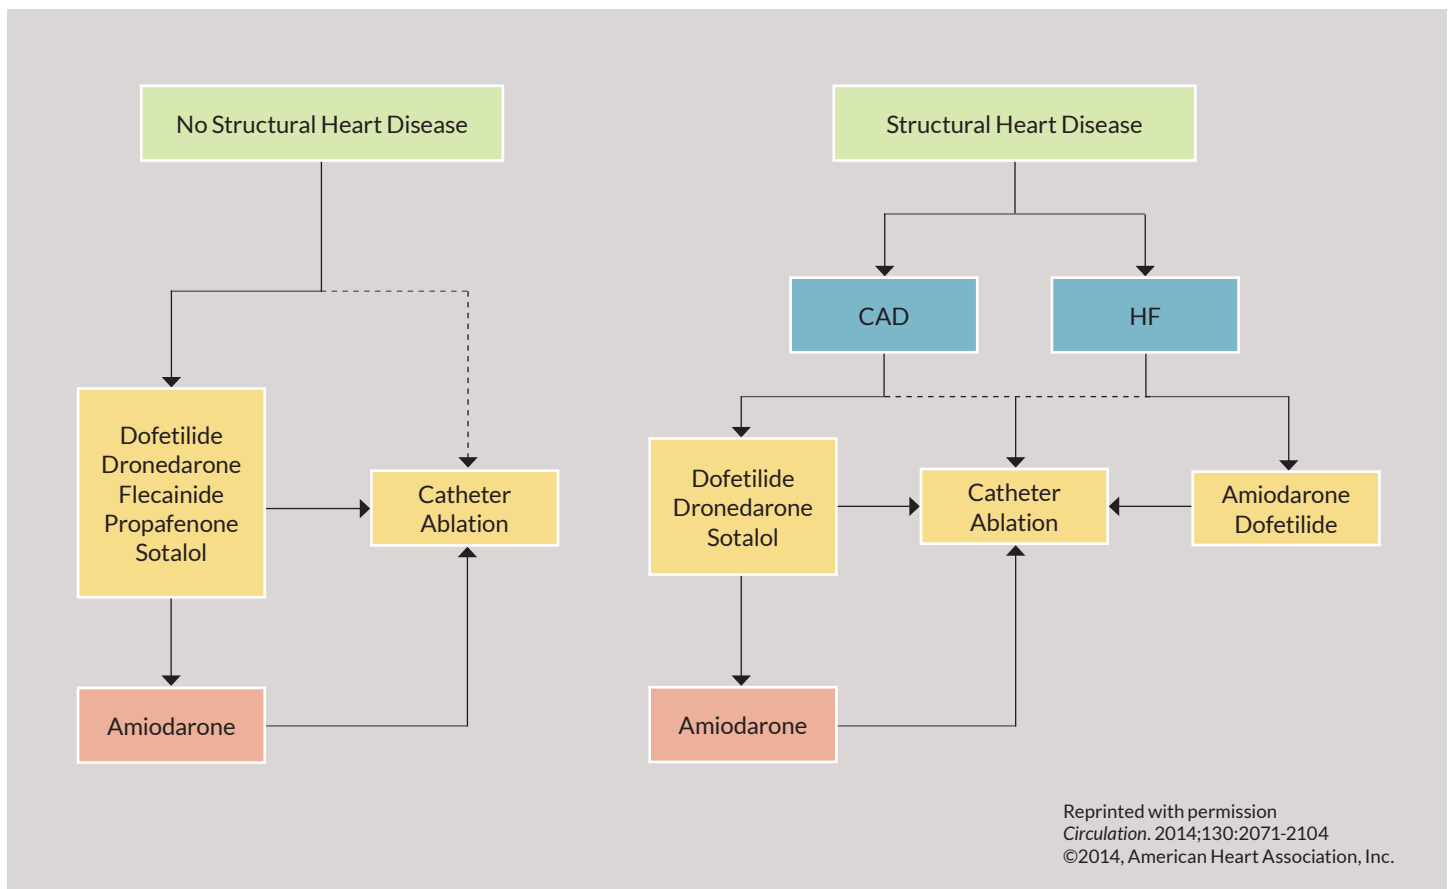 No Structural Heart Disease
Structural Heart Disease
CAD
HF
Dofetilide
Dronedarone
Flecainide
Propafenone
Sotalol
Catheter
Ablation
Amiodarone
Dofetilide
Dronedarone
Sotalol
Catheter
Ablation
Amiodarone
Dofetilide
Amiodarone
Reprinted with permission
Circulation. 2014;130:2071-2104
©2014, American Heart Association, Inc.